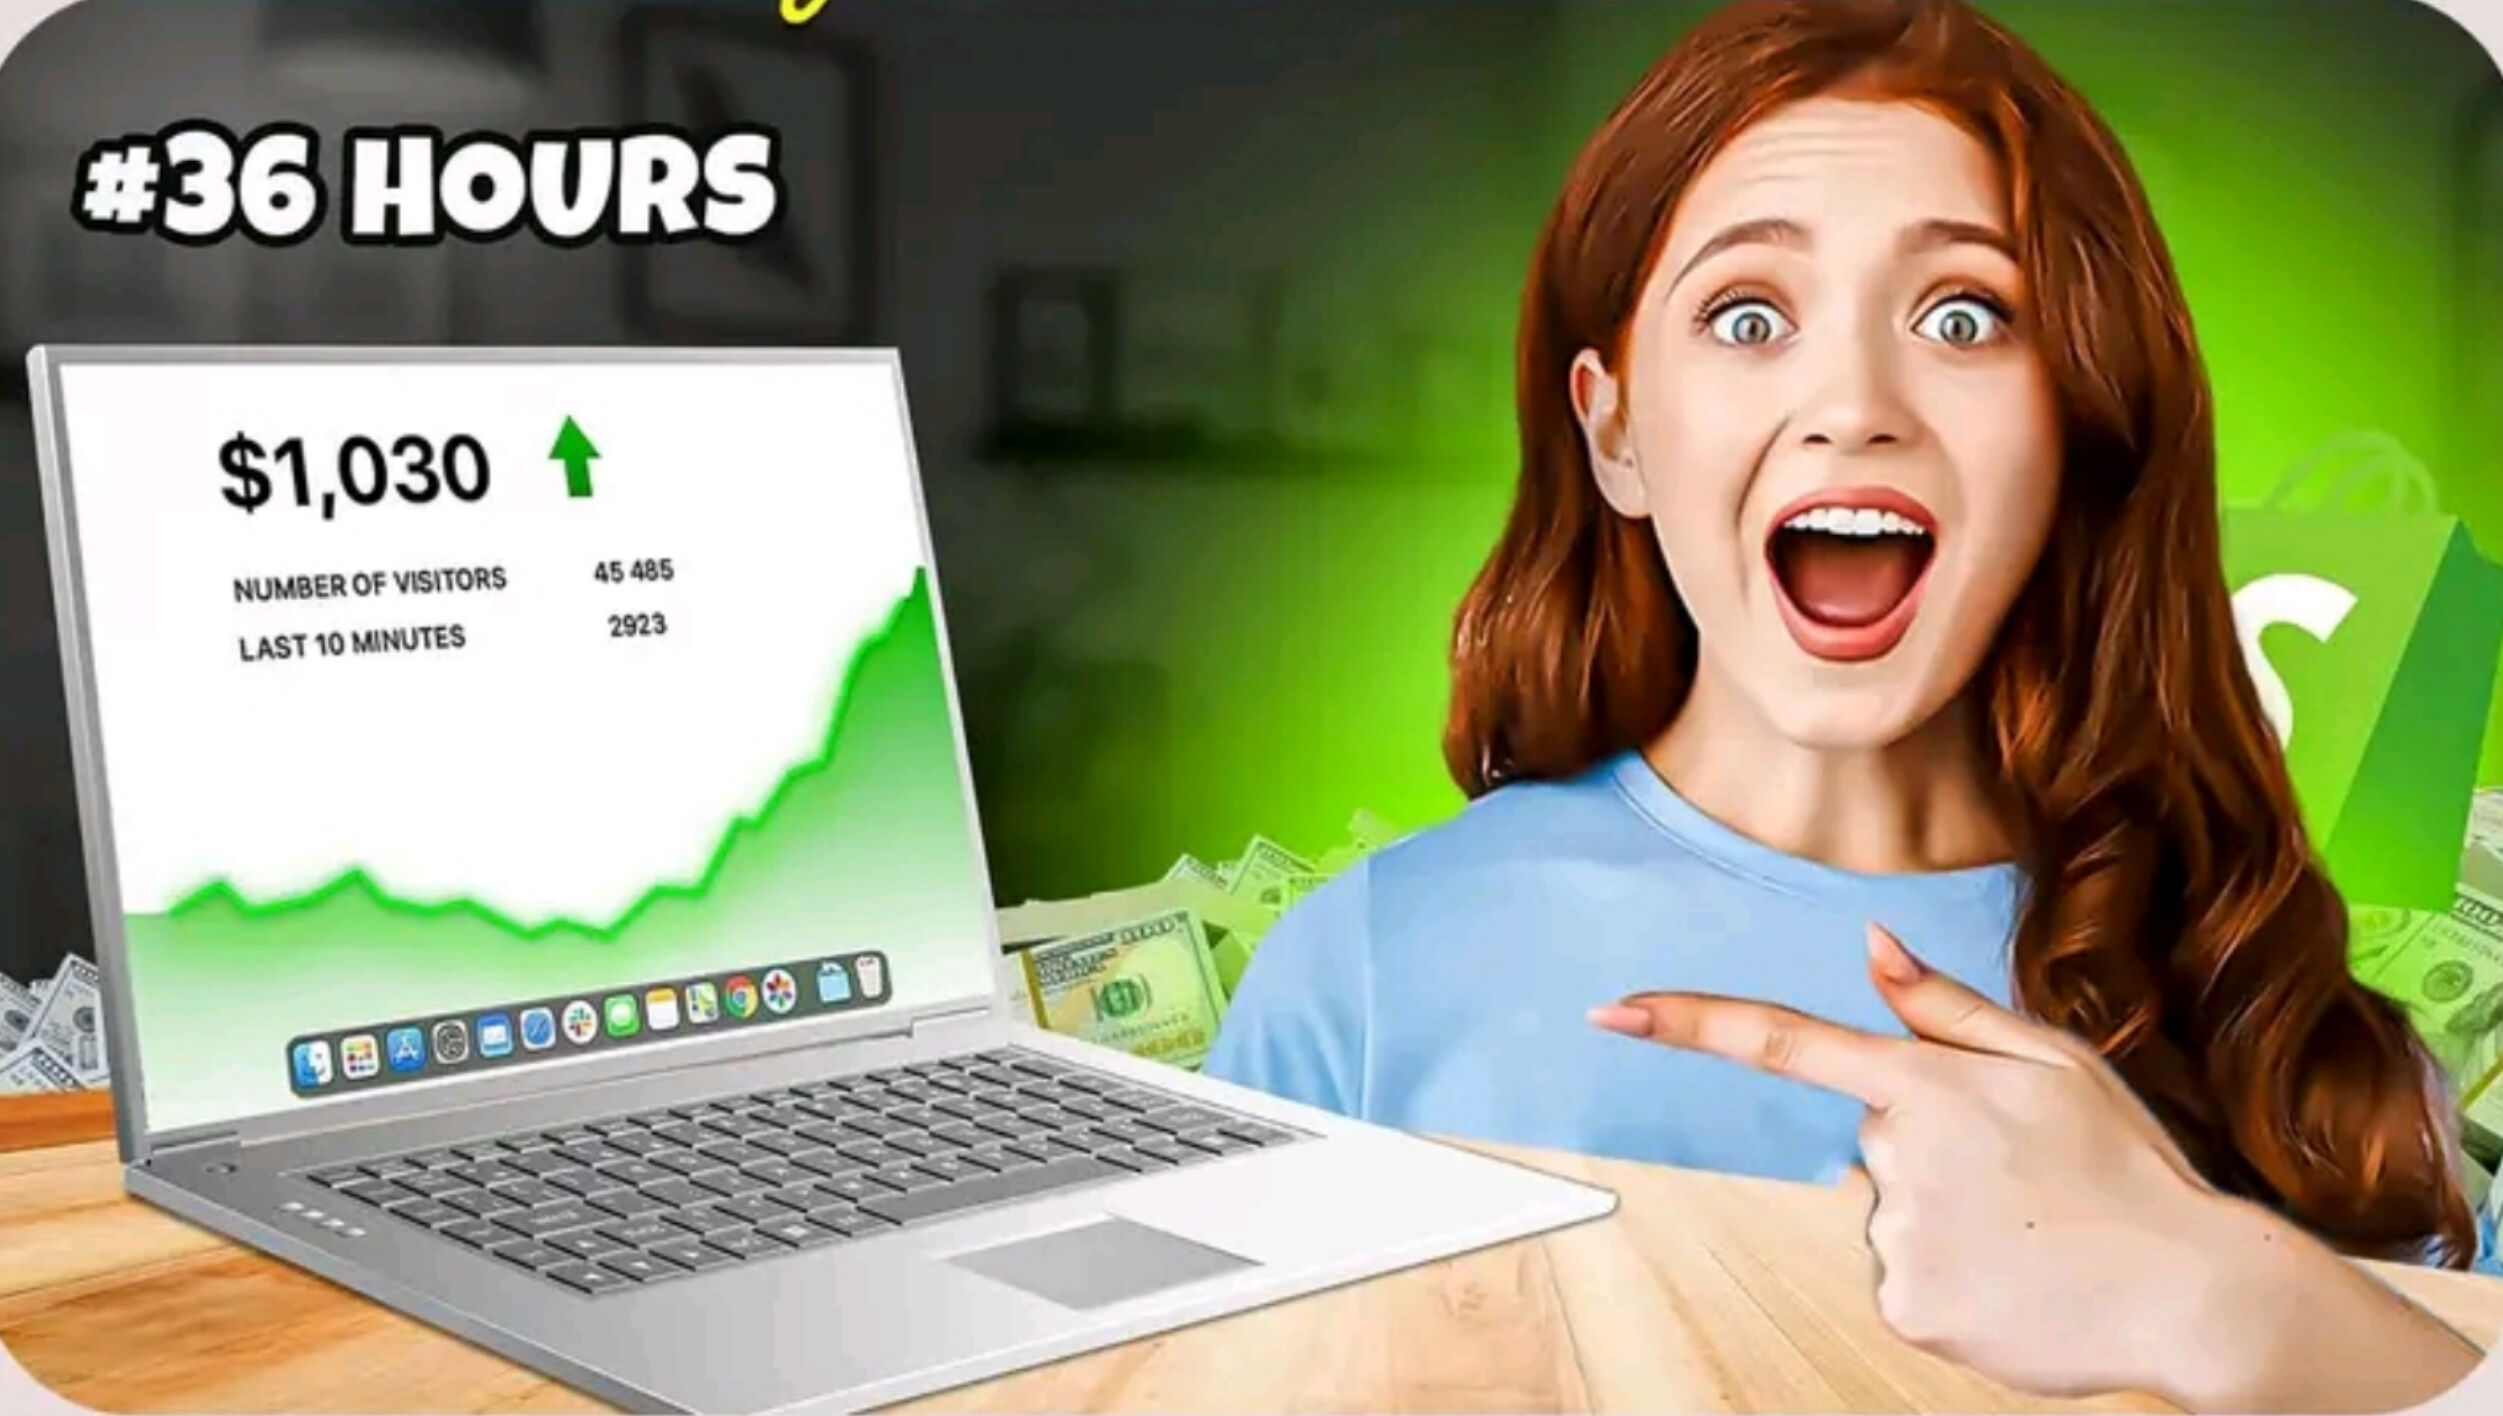 #36 HOURS
$1,030
NUMBER OF VISITORS 45 485
LAST 10 MINUTES 2923
S